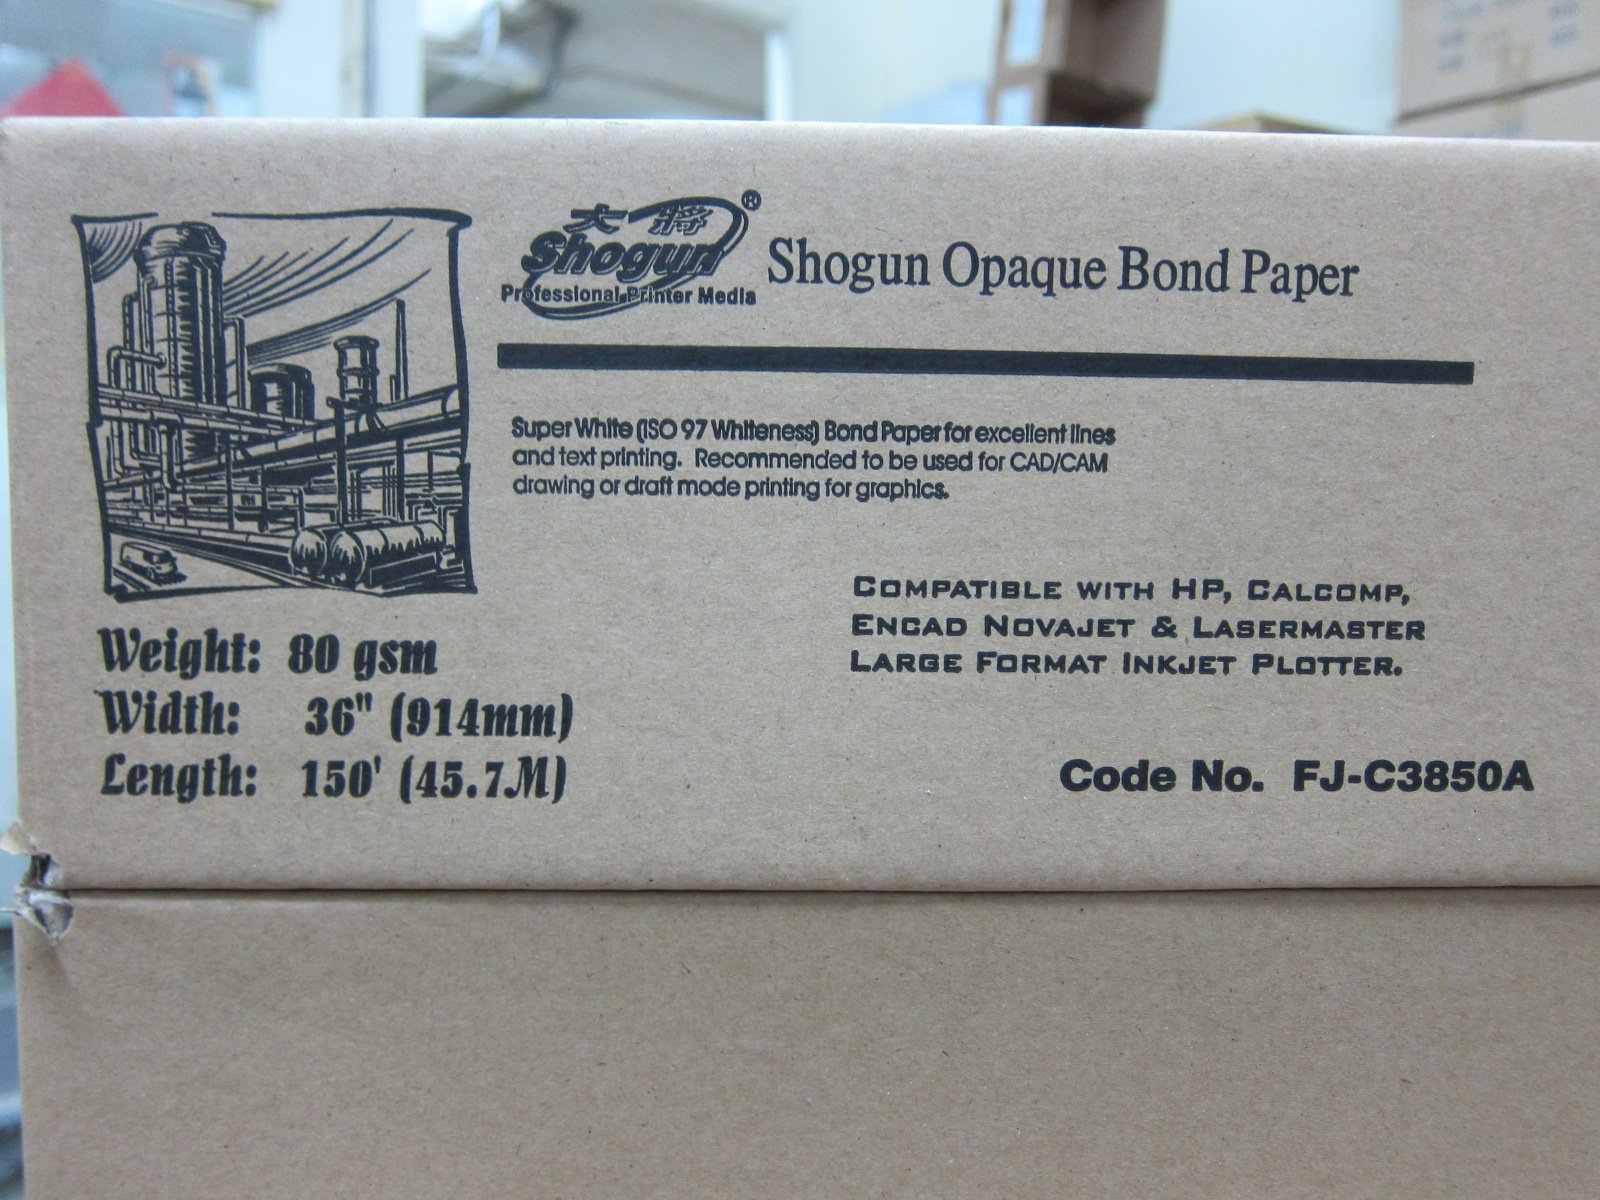 大將®
Shogun
Professional Printer Media
Shogun Opaque Bond Paper
Super White (ISO 97 Whiteness) Bond Paper for excellent lines
and text printing. Recommended to be used for CAD/CAM
drawing or draft mode printing for graphics.
COMPATIBLE WITH HP, CALCOMP,
ENCAD NOVAJET & LASERMASTER
LARGE FORMAT INKJET PLOTTER.
Weight: 80 gsm
Width: 36" (914mm)
Length: 150' (45.7M)
Code No. FJ-C3850A